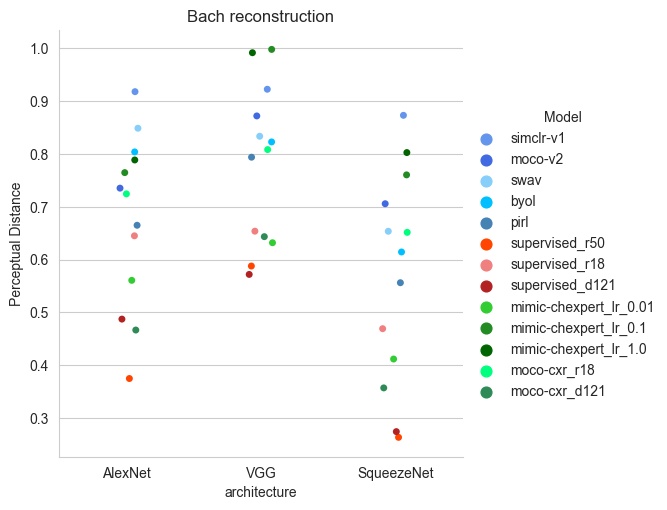 Bach reconstruction
Perceptual Distance
1.0
0.9
0.8
0.7
0.6
0.5
0.4
0.3
AlexNet
VGG
SqueezeNet
architecture
Model
simclr-v1
moco-v2
swav
byol
pirl
supervised_r50
supervised_r18
supervised_d121
mimic-chexpert_lr_0.01
mimic-chexpert_lr_0.1
mimic-chexpert_lr_1.0
moco-cxr_r18
moco-cxr_d121